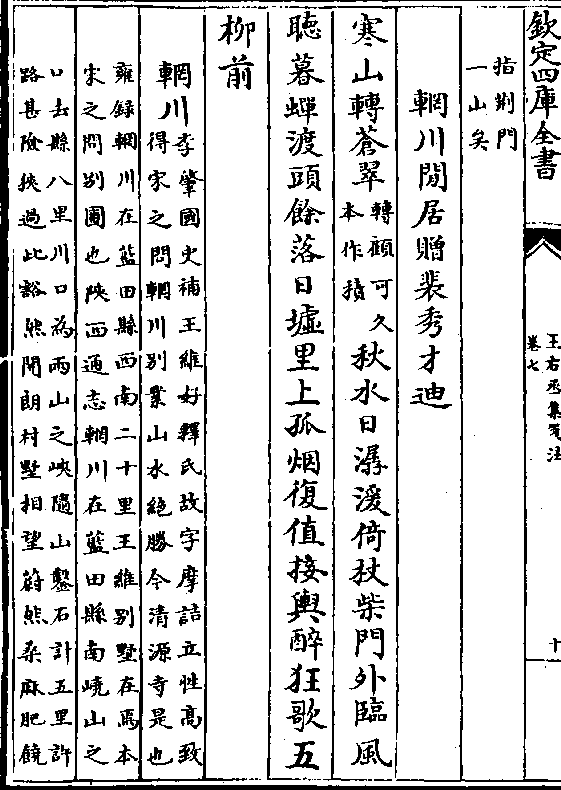 欽定四庫全書
王右丞集箋注
卷七
十
指荆門
一山矣
輞川閒居贈裴秀才迪
寒山轉蒼翠
轉顧可久
本作積
秋水日潺湲倚杖柴門外臨風
聴暮蟬渡頭餘落日墟里上孤烟復值接輿醉狂歌五
柳前
輞川
李肇國史補王維好釋氏故字摩詰立性髙致
得宋之問輞川别業山水絶勝今清源寺是也
雍録輞川在藍田縣西南二十里王維别墅在焉本
宋之問别圃也陜西通志輞川在藍田縣南嶢山之
口去縣八里川口為兩山之峽隨山鑿石計五里許
路甚險狹過此豁然開朗村墅相望蔚然桑麻肥饒